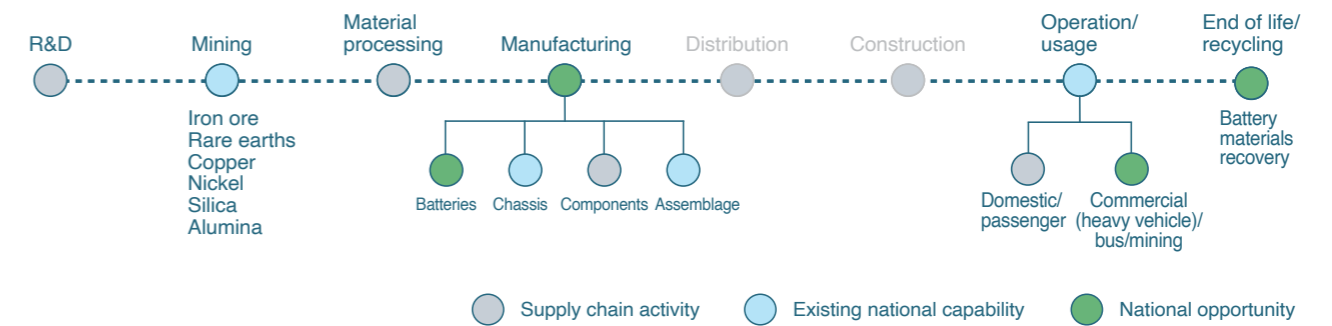 R&D
Mining
Material
processing
Manufacturing
Distribution
Construction
Operation/
usage
End of life/
recycling
Iron ore
Rare earths
Copper
Nickel
Silica
Alumina
Batteries
Chassis
Components
Assemblage
Domestic/
passenger
Commercial
(heavy vehicle)/
bus/mining
Battery
materials
recovery
Supply chain activity
Existing national capability
National opportunity